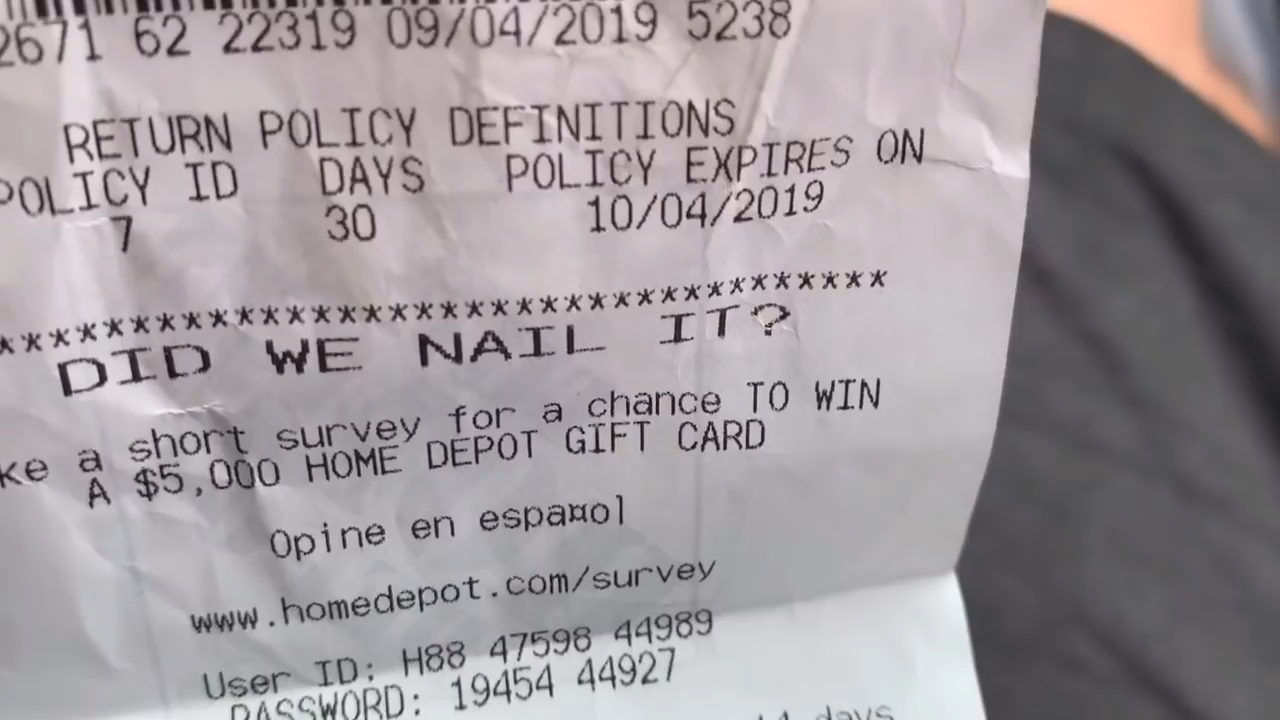 2671 62 22319 09/04/2019 5238
RETURN POLICY DEFINITIONS
POLICY ID DAYS POLICY EXPIRES ON
7 30 10/04/2019
***********************************
DID WE NAIL IT?
ke a short survey for a chance TO WIN
A $5,000 HOME DEPOT GIFT CARD
Opine en espa¤ol
www.homedepot.com/survey
User ID: H88 47598 44989
PASSWORD: 19454 44927
days